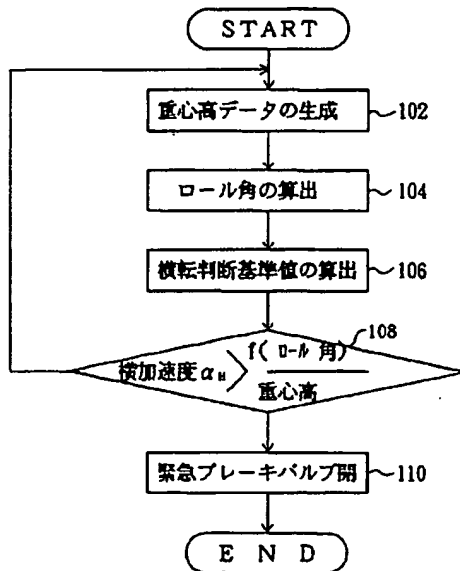 START
重心高データの生成 102
ロール角の算出 104
横転判断基準値の算出 106
108
f( ロール 角)
横加速度 α_H >
重心高
緊急ブレーキバルブ開 110
E N D